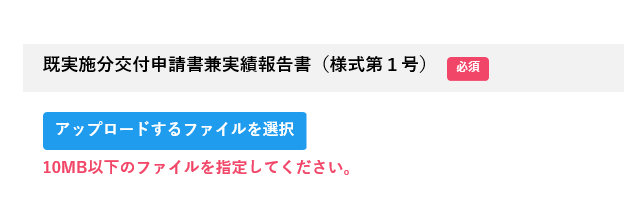 既実施分交付申請書兼実績報告書（様式第１号） 必須
アップロードするファイルを選択
10MB以下のファイルを指定してください。